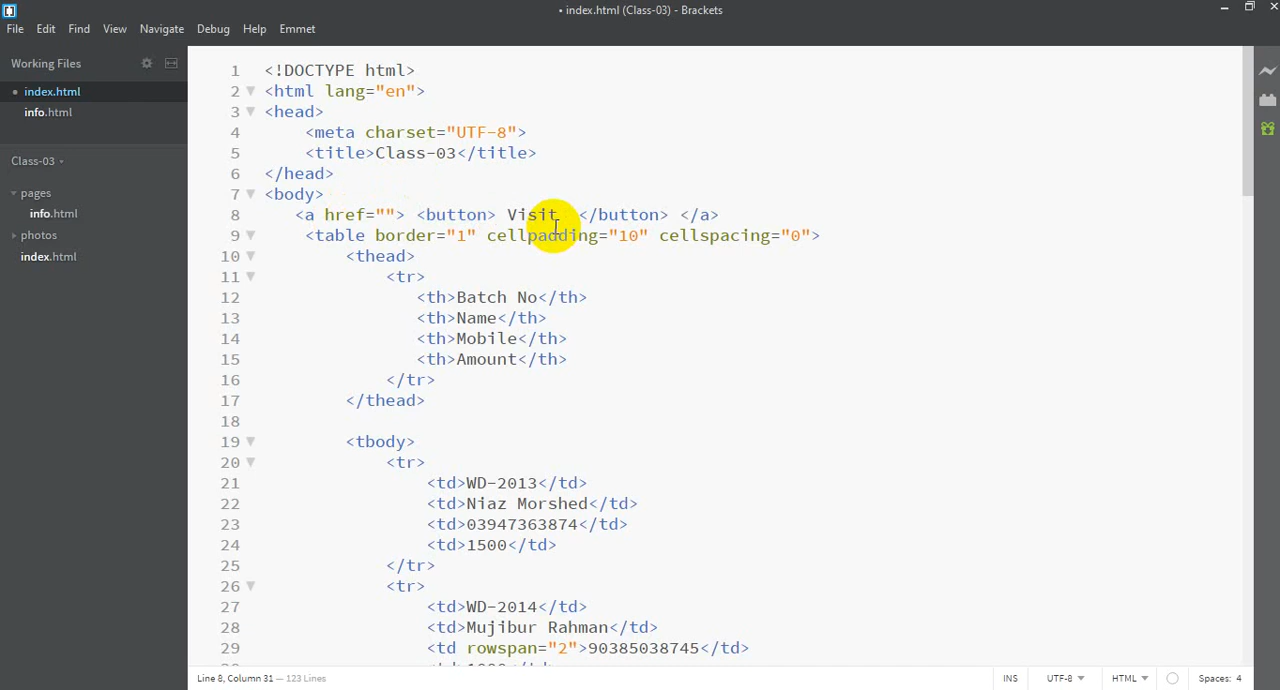 • index.html (Class-03) - Brackets
File Edit Find View Navigate Debug Help Emmet
Working Files
• index.html
info.html
Class-03
pages
info.html
photos
index.html
1 <!DOCTYPE html>
2 <html lang="en">
3 <head>
4 <meta charset="UTF-8">
5 <title>Class-03</title>
6 </head>
7 <body>
8 <a href=""> <button> Visit </button> </a>
9 <table border="1" cellpadding="10" cellspacing="0">
10 <thead>
11 <tr>
12 <th>Batch No</th>
13 <th>Name</th>
14 <th>Mobile</th>
15 <th>Amount</th>
16 </tr>
17 </thead>
18
19 <tbody>
20 <tr>
21 <td>WD-2013</td>
22 <td>Niaz Morshed</td>
23 <td>03947363874</td>
24 <td>1500</td>
25 </tr>
26 <tr>
27 <td>WD-2014</td>
28 <td>Mujibur Rahman</td>
29 <td rowspan="2">90385038745</td>
Line 8, Column 31 — 123 Lines INS UTF-8 HTML Spaces: 4